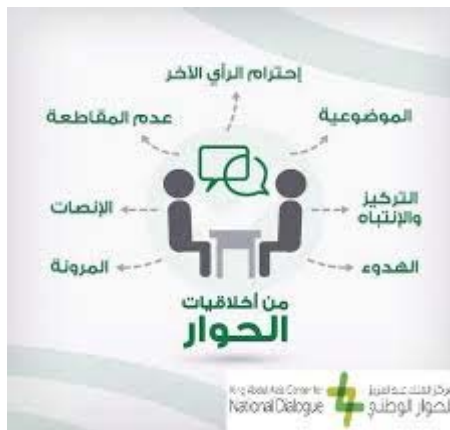 إحترام الرأي الآخر
الموضوعية
عدم المقاطعة
التركيز
والإنتباه
الإنصات
الهدوء
المرونة
من أخلاقيات
الحوار
King Abdul Aziz Center for
National Dialogue
مركز الملك عبدالعزيز
للحوار الوطني